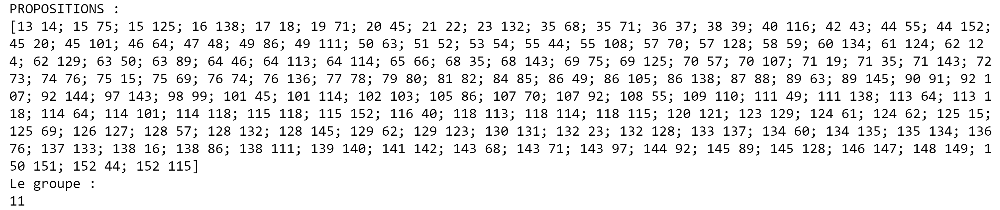 PROPOSITIONS :
[13 14; 15 75; 15 125; 16 138; 17 18; 19 71; 20 45; 21 22; 23 132; 35 68; 35 71; 36 37; 38 39; 40 116; 42 43; 44 55; 44 152;
45 20; 45 101; 46 64; 47 48; 49 86; 49 111; 50 63; 51 52; 53 54; 55 44; 55 108; 57 70; 57 128; 58 59; 60 134; 61 124; 62 12
4; 62 129; 63 50; 63 89; 64 46; 64 113; 64 114; 65 66; 68 35; 68 143; 69 75; 69 125; 70 57; 70 107; 71 19; 71 35; 71 143; 72
73; 74 76; 75 15; 75 69; 76 74; 76 136; 77 78; 79 80; 81 82; 84 85; 86 49; 86 105; 86 138; 87 88; 89 63; 89 145; 90 91; 92 1
07; 92 144; 97 143; 98 99; 101 45; 101 114; 102 103; 105 86; 107 70; 107 92; 108 55; 109 110; 111 49; 111 138; 113 64; 113 1
18; 114 64; 114 101; 114 118; 115 118; 115 152; 116 40; 118 113; 118 114; 118 115; 120 121; 123 129; 124 61; 124 62; 125 15;
125 69; 126 127; 128 57; 128 132; 128 145; 129 62; 129 123; 130 131; 132 23; 132 128; 133 137; 134 60; 134 135; 135 134; 136
76; 137 133; 138 16; 138 86; 138 111; 139 140; 141 142; 143 68; 143 71; 143 97; 144 92; 145 89; 145 128; 146 147; 148 149; 1
50 151; 152 44; 152 115]
Le groupe :
11